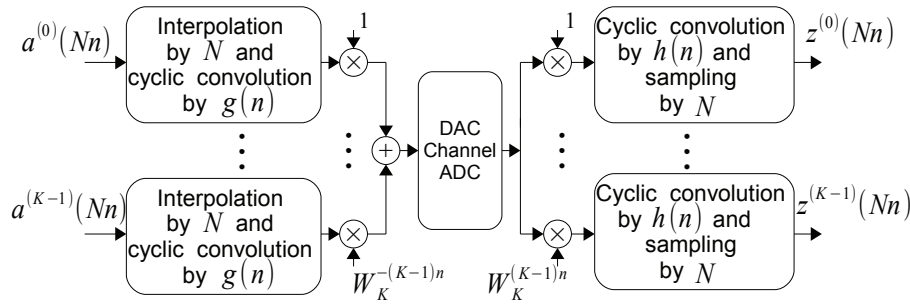 a^{(0)}(Nn)
Interpolation
by N and
cyclic convolution
by g(n)
1
×
+
DAC
Channel
ADC
1
×
Cyclic convolution
by h(n) and
sampling
by N
z^{(0)}(Nn)
a^{(K-1)}(Nn)
Interpolation
by N and
cyclic convolution
by g(n)
×
W_K^{-(K-1)n}
×
W_K^{(K-1)n}
Cyclic convolution
by h(n) and
sampling
by N
z^{(K-1)}(Nn)